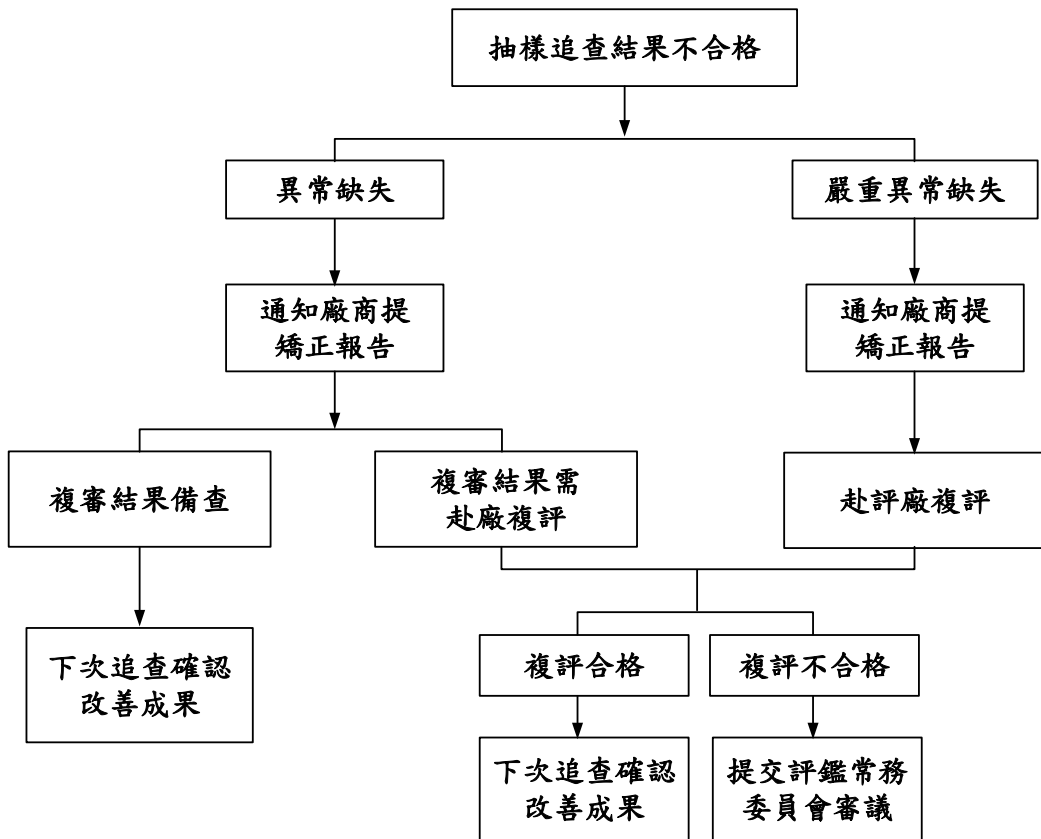 抽樣追查結果不合格
異常缺失
嚴重異常缺失
通知廠商提
矯正報告
通知廠商提
矯正報告
複審結果備查
複審結果需
赴廠複評
赴評廠複評
下次追查確認
改善成果
複評合格
複評不合格
下次追查確認
改善成果
提交評鑑常務
委員會審議